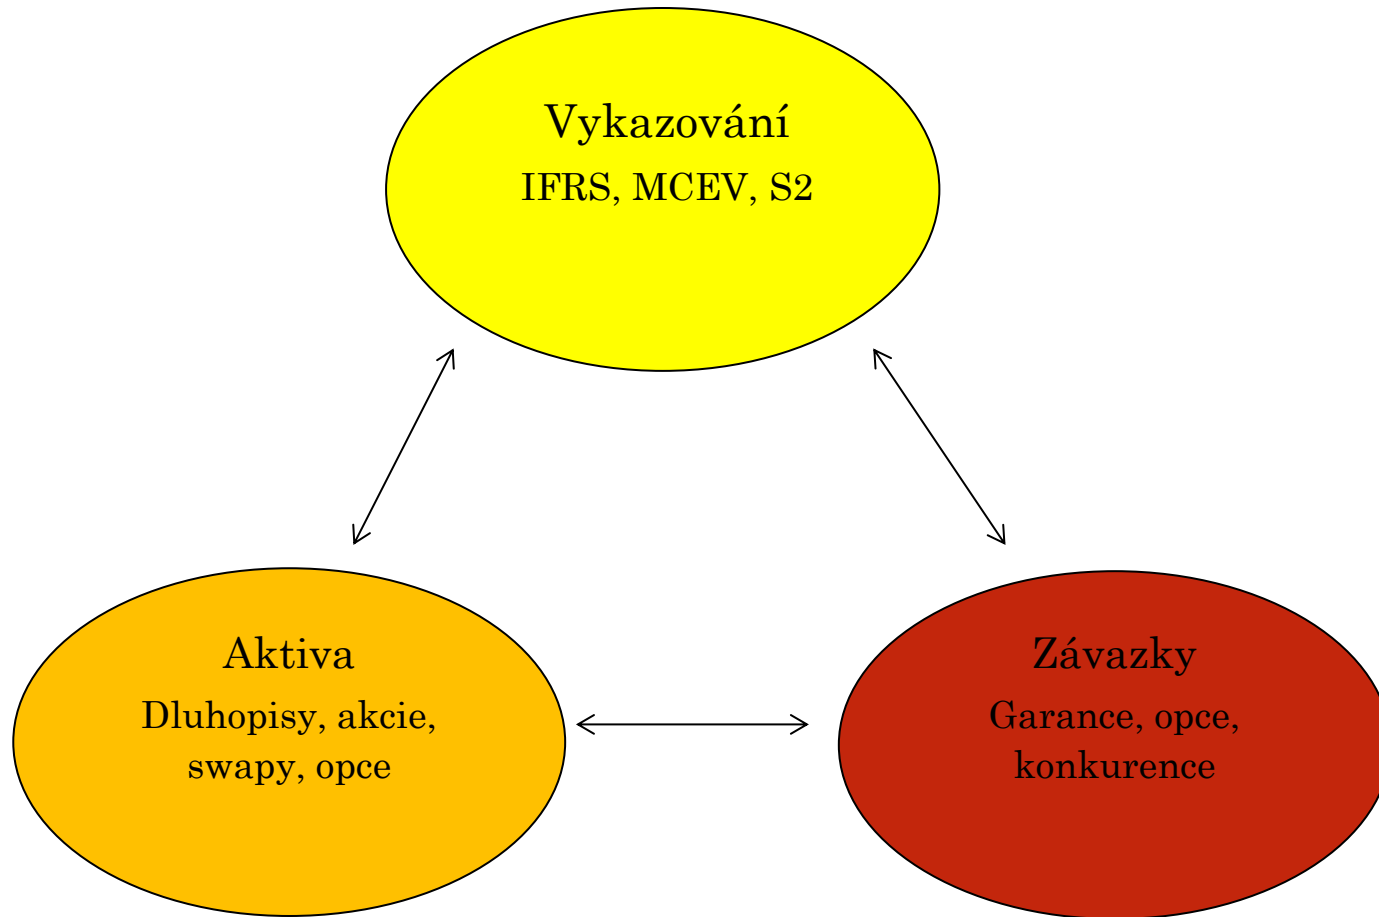 Vykazování
IFRS, MCEV, S2
Aktiva
Dluhopisy, akcie,
swapy, opce
Závazky
Garance, opce,
konkurence